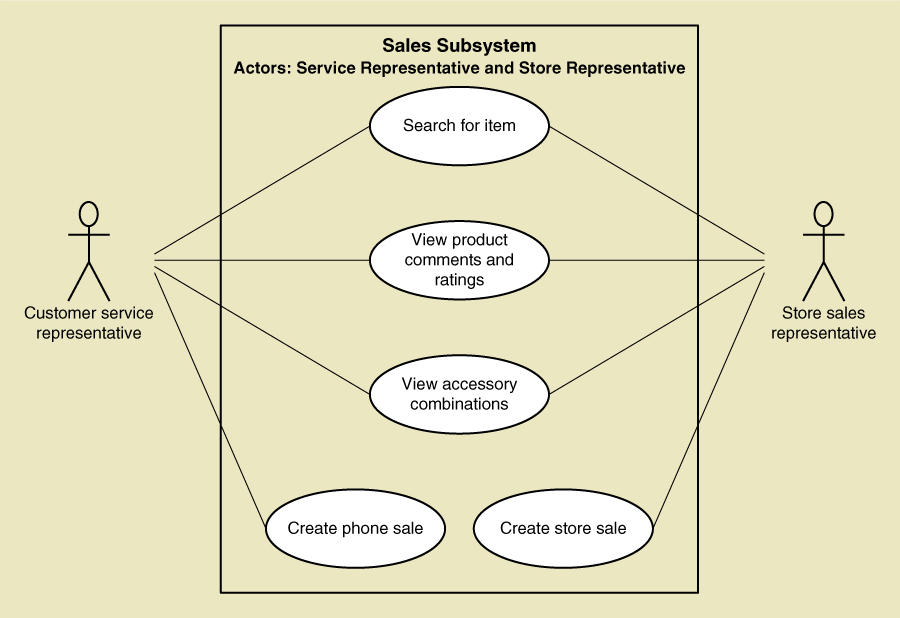 Sales Subsystem
Actors: Service Representative and Store Representative
Search for item
View product
comments and
ratings
Customer service
representative
Store sales
representative
View accessory
combinations
Create phone sale
Create store sale